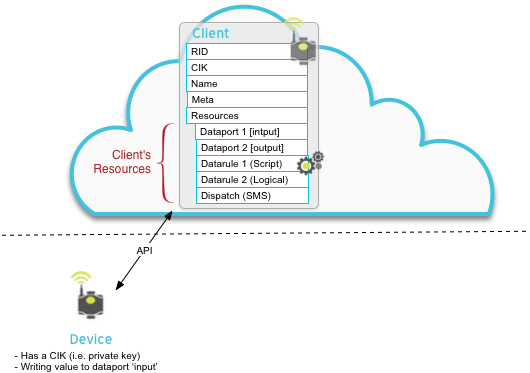 Client
RID
CIK
Name
Meta
Resources
Dataport 1 [intput]
Dataport 2 [output]
Datarule 1 (Script)
Datarule 2 (Logical)
Dispatch (SMS)
Client's
Resources
API
Device
- Has a CIK (i.e. private key)
- Writing value to dataport 'input'